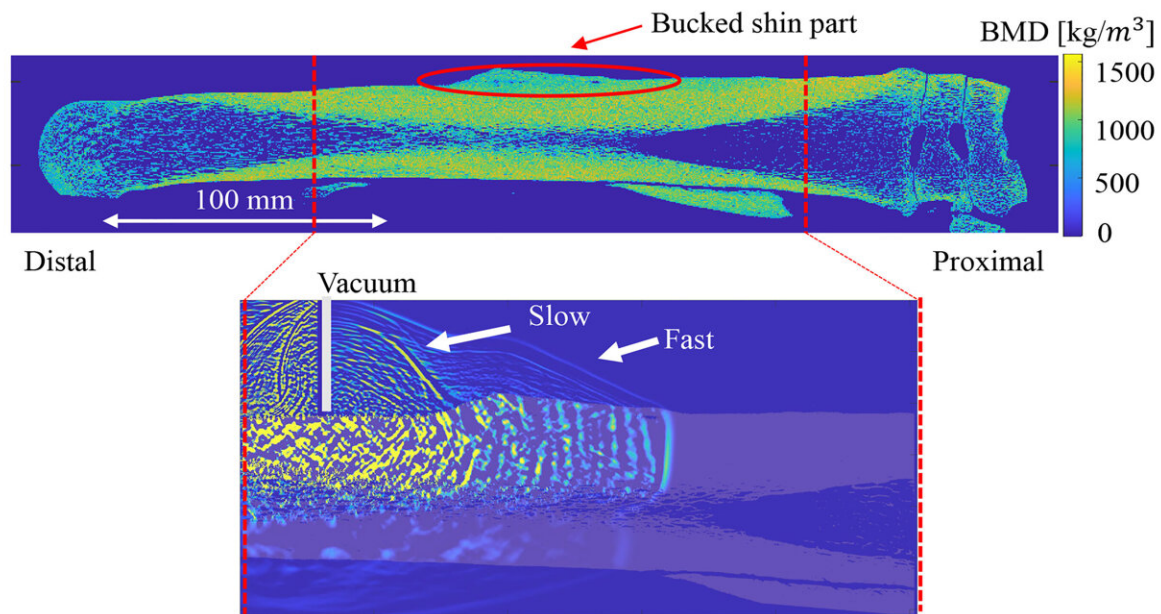 Bucked shin part
BMD [kg/m³]
1500
1000
500
0
100 mm
Distal
Proximal
Vacuum
Slow
Fast